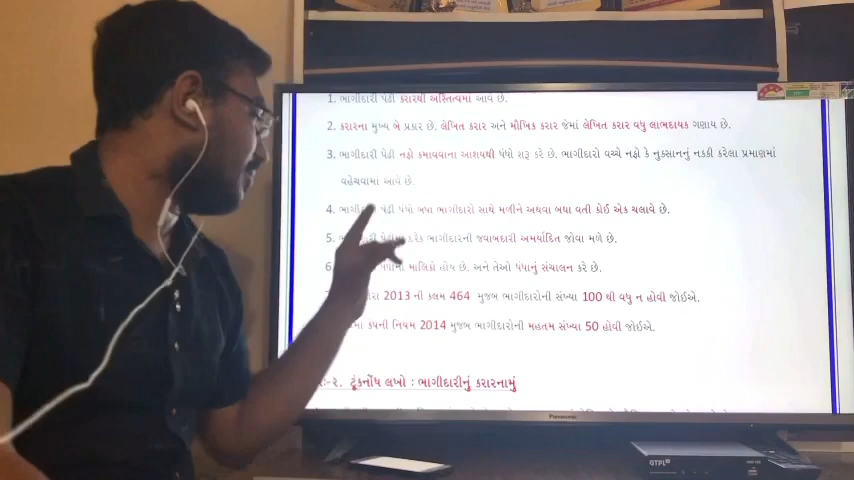 1. ભાગીદારી પેઢી કરારથી અસ્તિત્વમાં આવે છે.
2. કરારના મુખ્ય બે પ્રકાર છે. લેખિત કરાર અને મૌખિક કરાર જેમાં લેખિત કરાર વધુ લાભદાયક ગણાય છે.
3. ભાગીદારી પેઢી નફો કમાવવાના આશયથી ધંધો શરૂ કરે છે. ભાગીદારો વચ્ચે નફો કે નુકસાનનું નક્કી કરેલા પ્રમાણમાં
વહેંચવામાં આવે છે.
4. પેઢી ધંધો બધા ભાગીદારો સાથે મળીને અથવા બધા વતી કોઈ એક ચલાવે છે.
5. દરેક ભાગીદારની જવાબદારી અમર્યાદિત જોવા મળે છે.
6. માલિકો હોય છે. અને તેઓ ધંધાનું સંચાલન કરે છે.
2013 ની કલમ 464 મુજબ ભાગીદારોની સંખ્યા 100 થી વધુ ન હોવી જોઈએ.
કંપની નિયમ 2014 મુજબ ભાગીદારોની મહત્તમ સંખ્યા 50 હોવી જોઈએ.
૨. ટૂંકનોંધ લખો : ભાગીદારીનું કરારનામું
Panasonic
GTPL